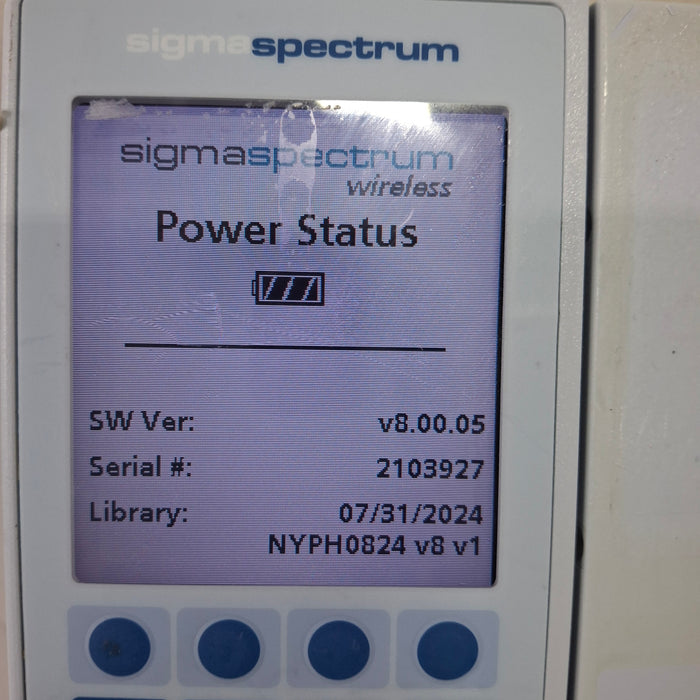 sigmaspectrum
sigmaspectrum
wireless
Power Status
SW Ver: v8.00.05
Serial #: 2103927
Library: 07/31/2024
NYPH0824 v8 v1